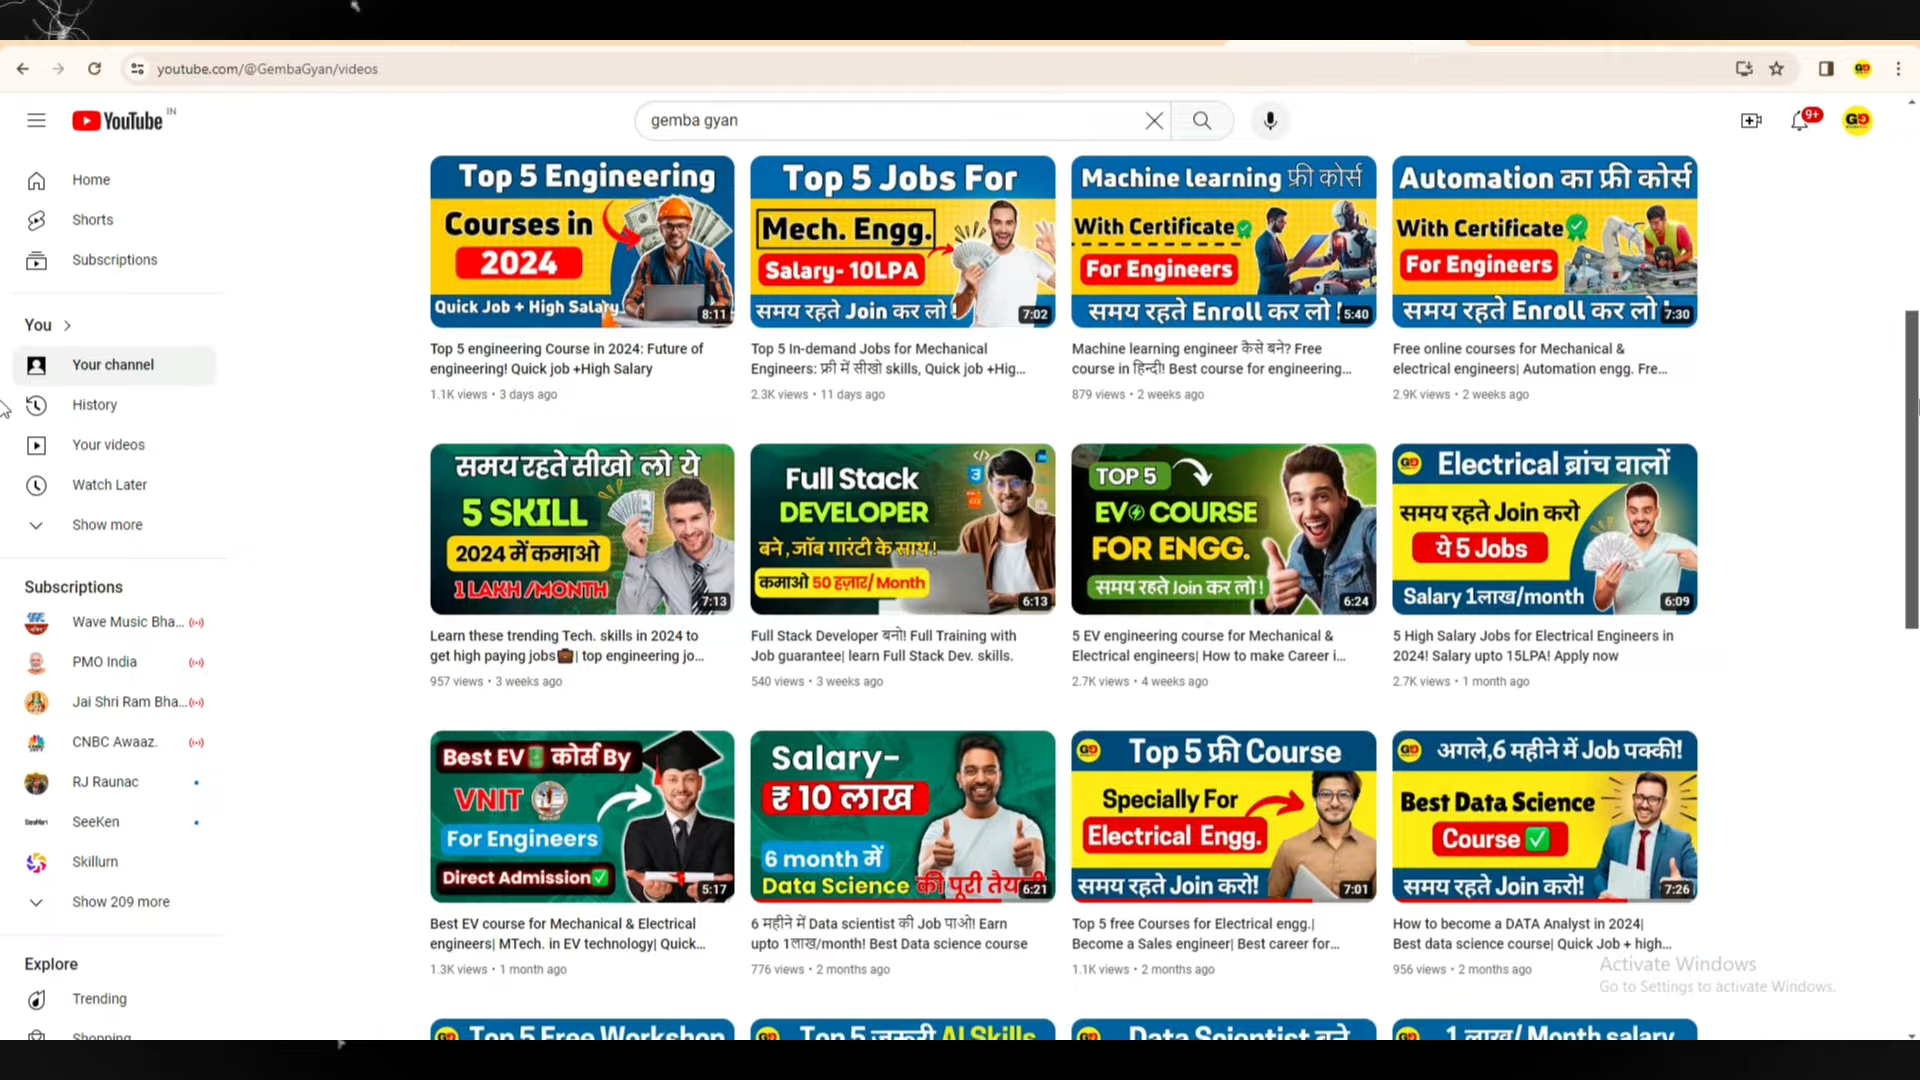 youtube.com/@GembaGyan/videos
YouTube IN
gemba gyan
9+
Home
Shorts
Subscriptions
You
Your channel
History
Your videos
Watch Later
Show more
Subscriptions
Wave Music Bha...
PMO India
Jai Shri Ram Bha...
CNBC Awaaz.
RJ Raunac
SeeKen
Skillurn
Show 209 more
Explore
Trending
Shopping
Top 5 Engineering
Courses in
2024
Quick Job + High Salary
8:11
Top 5 engineering Course in 2024: Future of
engineering! Quick job +High Salary
1.1K views • 3 days ago
Top 5 Jobs For
Mech. Engg.
Salary- 10LPA
समय रहते Join कर लो !
7:02
Top 5 In-demand Jobs for Mechanical
Engineers: फ्री में सीखो skills, Quick job +Hig...
2.3K views • 11 days ago
Machine learning फ्री कोर्स
With Certificate
For Engineers
समय रहते Enroll कर लो !
5:40
Machine learning engineer कैसे बने? Free
course in हिन्दी! Best course for engineering...
879 views • 2 weeks ago
Automation का फ्री कोर्स
With Certificate
For Engineers
समय रहते Enroll कर लो !
7:30
Free online courses for Mechanical &
electrical engineers| Automation engg. Fre...
2.9K views • 2 weeks ago
समय रहते सीखो लो ये
5 SKILL
2024 में कमाओ
1 LAKH /MONTH
7:13
Learn these trending Tech. skills in 2024 to
get high paying jobs💼| top engineering jo...
957 views • 3 weeks ago
Full Stack
DEVELOPER
बने , जॉब गारंटी के साथ !
कमाओ 50 हज़ार/ Month
6:13
Full Stack Developer बनो! Full Training with
Job guarantee| learn Full Stack Dev. skills.
540 views • 3 weeks ago
TOP 5
EV COURSE
FOR ENGG.
समय रहते Join कर लो !
6:24
5 EV engineering course for Mechanical &
Electrical engineers| How to make Career i...
2.7K views • 4 weeks ago
Electrical ब्रांच वालों
समय रहते Join करो
ये 5 Jobs
Salary 1लाख/month
6:09
5 High Salary Jobs for Electrical Engineers in
2024! Salary upto 15LPA! Apply now
2.7K views • 1 month ago
Best EV कोर्स By
VNIT
For Engineers
Direct Admission✅
5:17
Best EV course for Mechanical & Electrical
engineers| MTech. in EV technology| Quick...
1.3K views • 1 month ago
Salary-
₹ 10 लाख
6 month में
Data Science की पूरी तैयारी
6:21
6 महीने में Data scientist की Job पाओ! Earn
upto 1लाख/month! Best Data science course
776 views • 2 months ago
Top 5 फ्री Course
Specially For
Electrical Engg.
समय रहते Join करो!
7:01
Top 5 free Courses for Electrical engg.|
Become a Sales engineer| Best career for...
1.1K views • 2 months ago
अगले,6 महीने में Job पक्की!
Best Data Science
Course ✅
समय रहते Join करो!
7:26
How to become a DATA Analyst in 2024|
Best data science course| Quick Job + high...
956 views • 2 months ago
Activate Windows
Go to Settings to activate Windows.
Top 5 Free Workshop
Top 5 ज़रूरी AI Skills
Data Scientist बने
1 लाख/ Month salary